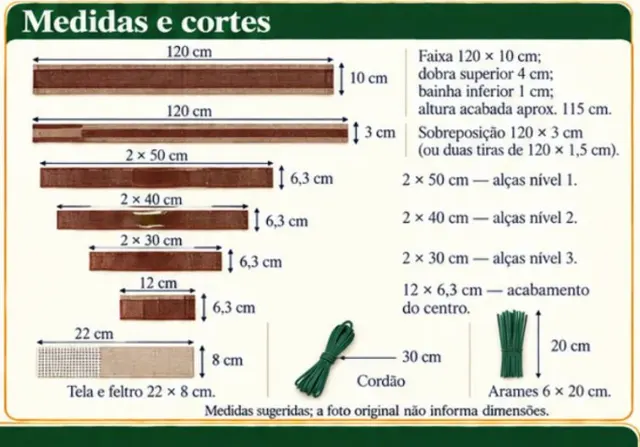 Medidas e cortes
120 cm
10 cm
Faixa 120 × 10 cm;
dobra superior 4 cm;
bainha inferior 1 cm;
altura acabada aprox. 115 cm.
120 cm
3 cm
Sobreposição 120 × 3 cm
(ou duas tiras de 120 × 1,5 cm).
2 × 50 cm
6,3 cm
2 × 50 cm — alças nível 1.
2 × 40 cm
6,3 cm
2 × 40 cm — alças nível 2.
2 × 30 cm
6,3 cm
2 × 30 cm — alças nível 3.
12 cm
6,3 cm
12 × 6,3 cm — acabamento
do centro.
22 cm
8 cm
Tela e feltro 22 × 8 cm.
30 cm
Cordão
20 cm
Arames 6 × 20 cm.
Medidas sugeridas; a foto original não informa dimensões.